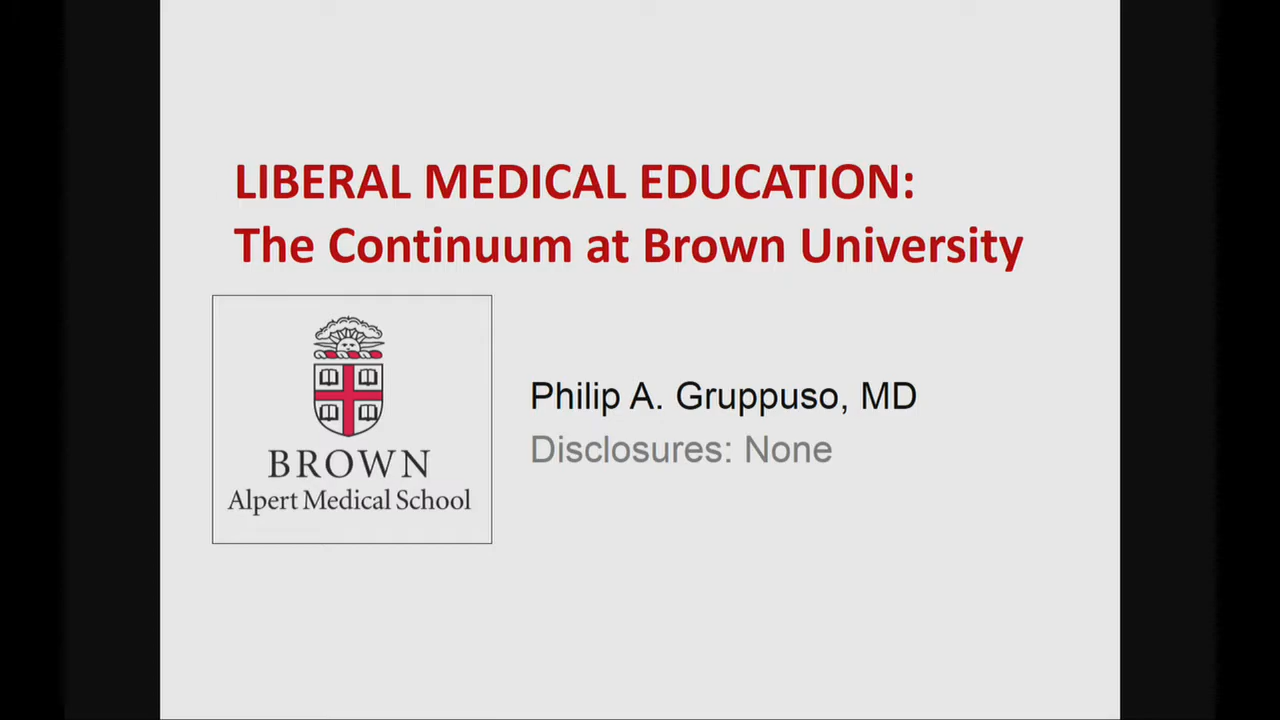 LIBERAL MEDICAL EDUCATION:
The Continuum at Brown University
BROWN
Alpert Medical School
Philip A. Gruppuso, MD
Disclosures: None